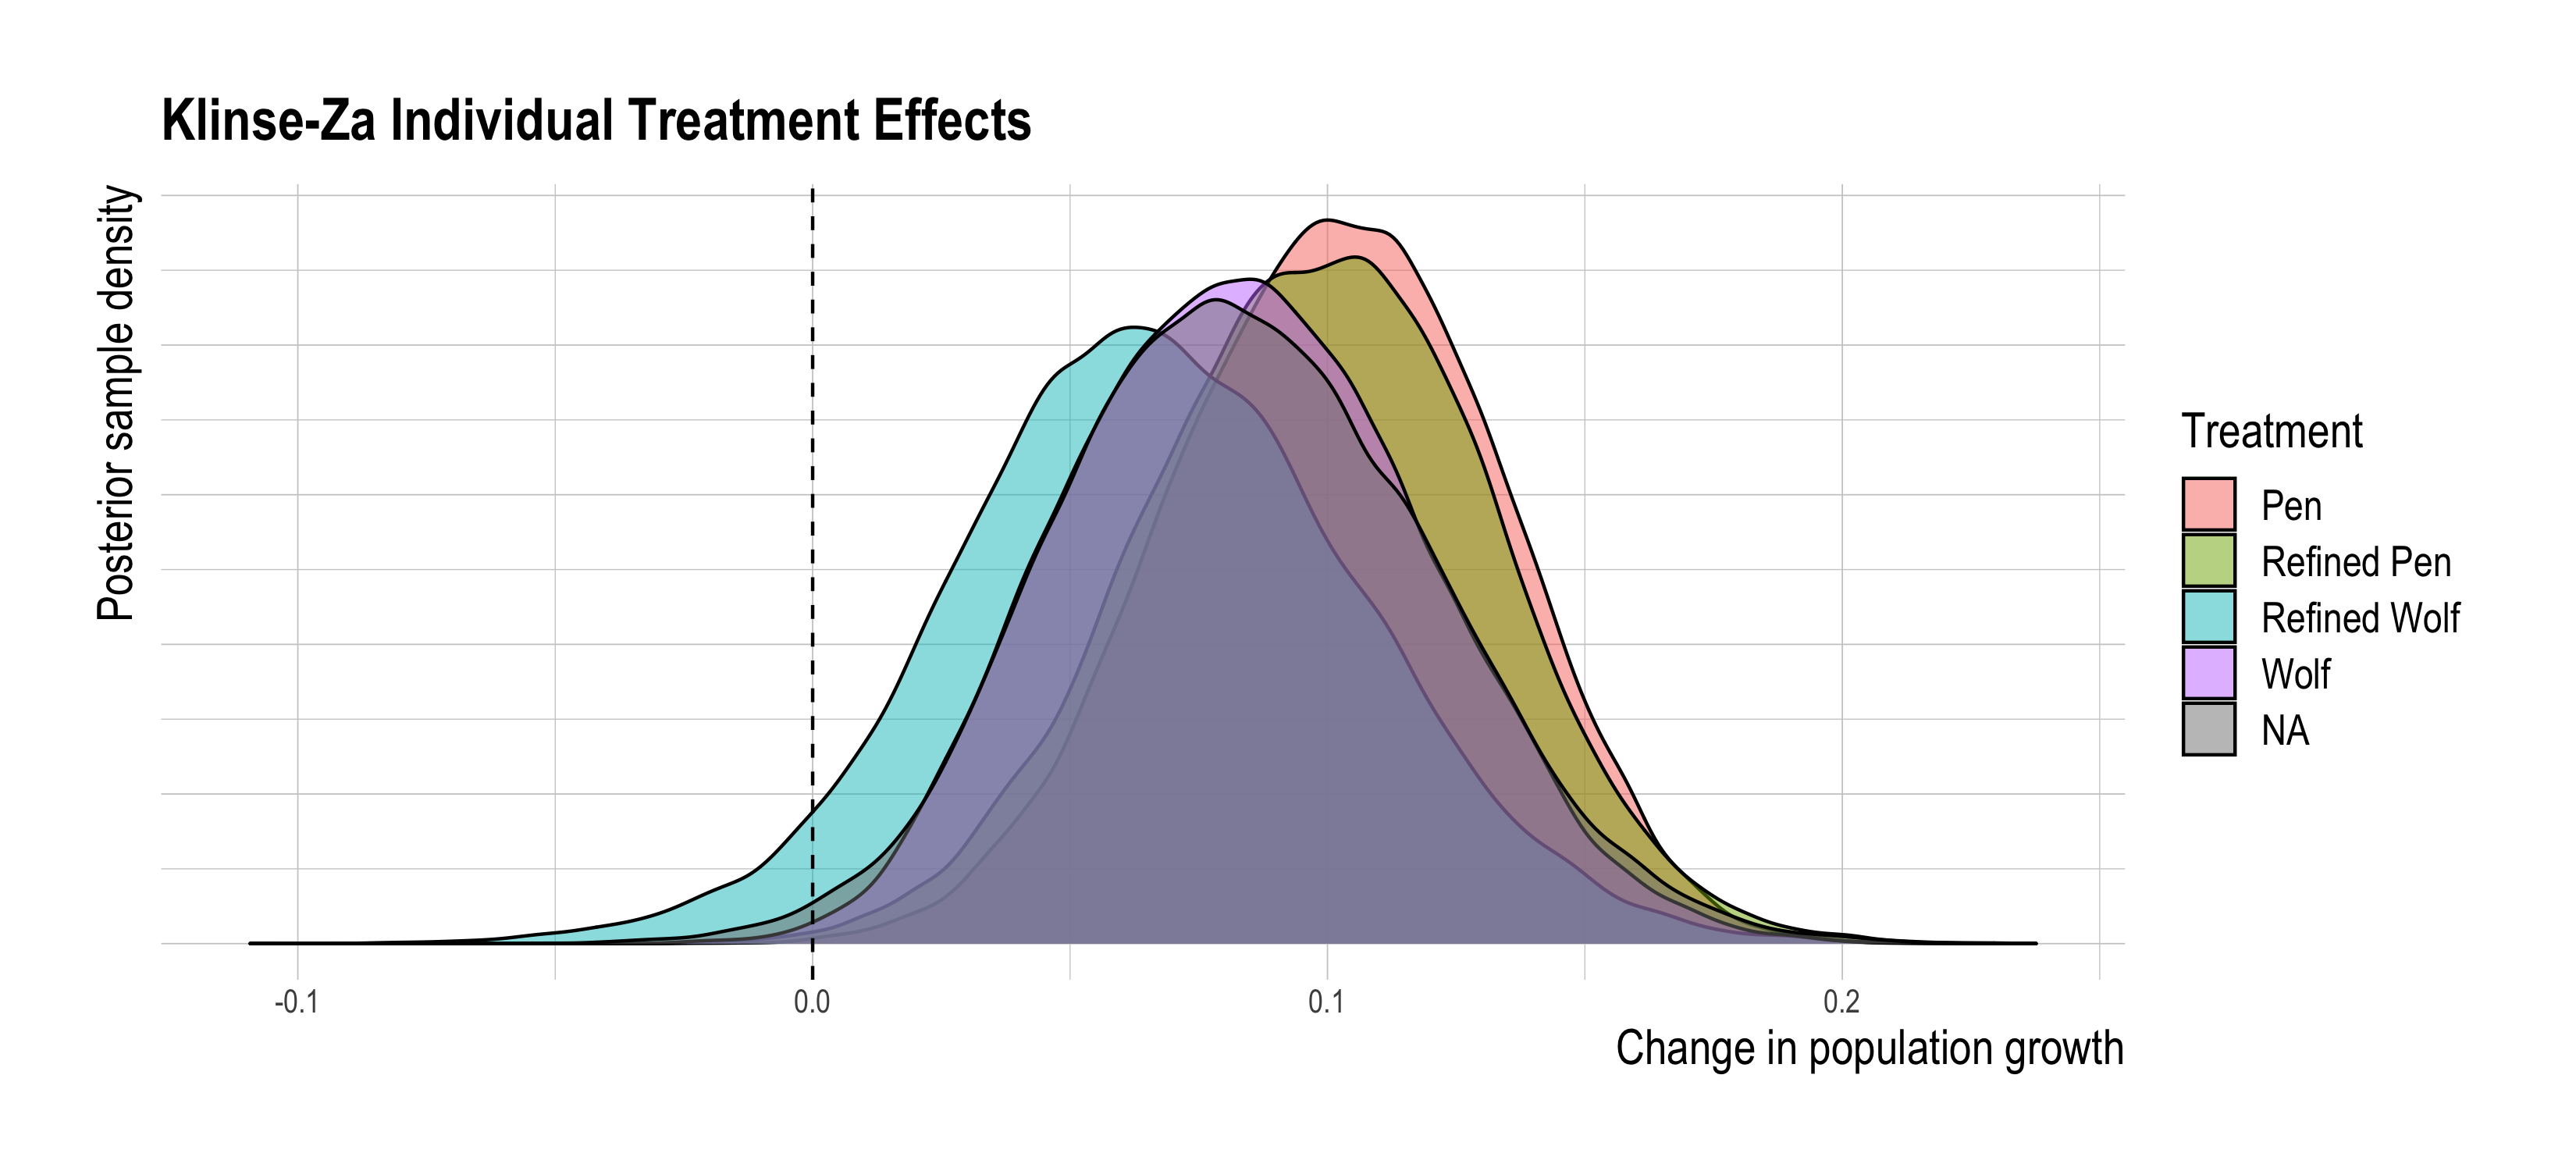 Klinse-Za Individual Treatment Effects
Posterior sample density
-0.1
0.0
0.1
0.2
Change in population growth
Treatment
Pen
Refined Pen
Refined Wolf
Wolf
NA